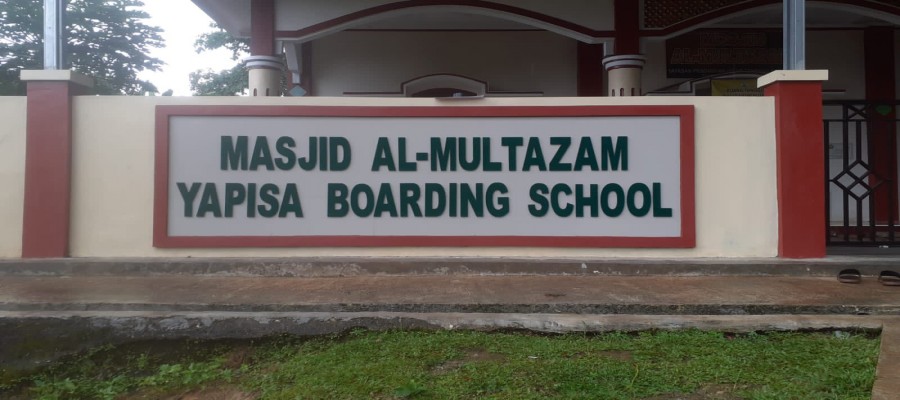 MASJID AL-MULTAZAM
YAPISA BOARDING SCHOOL